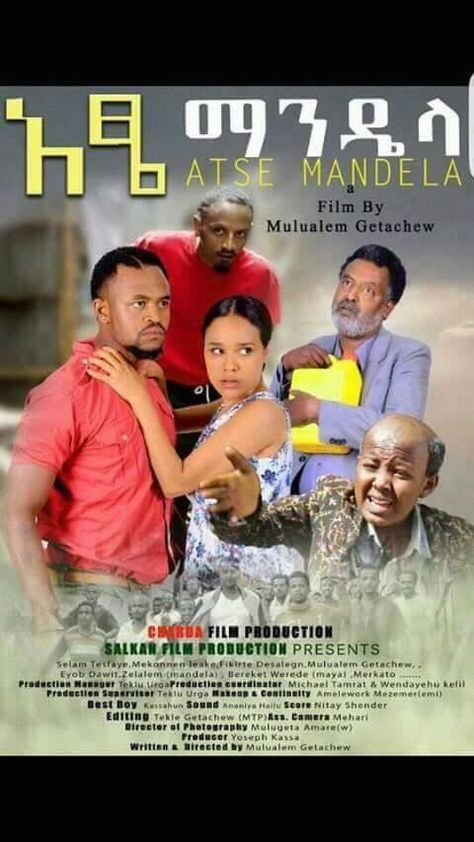 አፄ ማንዴላ
ATSE MANDELA
a
Film By
Mulualem Getachew
CHARDA FILM PRODUCTION
SALKAN FILM PRODUCTION PRESENTS
Selam Tesfaye,Mekonnen leake,Fikirte Desalegn,Mulualem Getachew, ,
Eyob Dawit,Zelalem (mandela) , Bereket Werede (maya) ,Merkato .......
Production Manager Teklu Urga Production coordinator Michael Tamrat & Wendayehu kelil
Production Supervisor Teklu Urga Makeup & Continuity Amelework Mezemer(emi)
Best Boy Kassahun Sound Ananiya Hailu Score Nitay Shender
Editing Tekle Getachew (MTP) Ass. Camera Mehari
Director of Photography Mulugeta Amare(w)
Producer Yoseph Kassa
Written & Directed by Mulualem Getachew